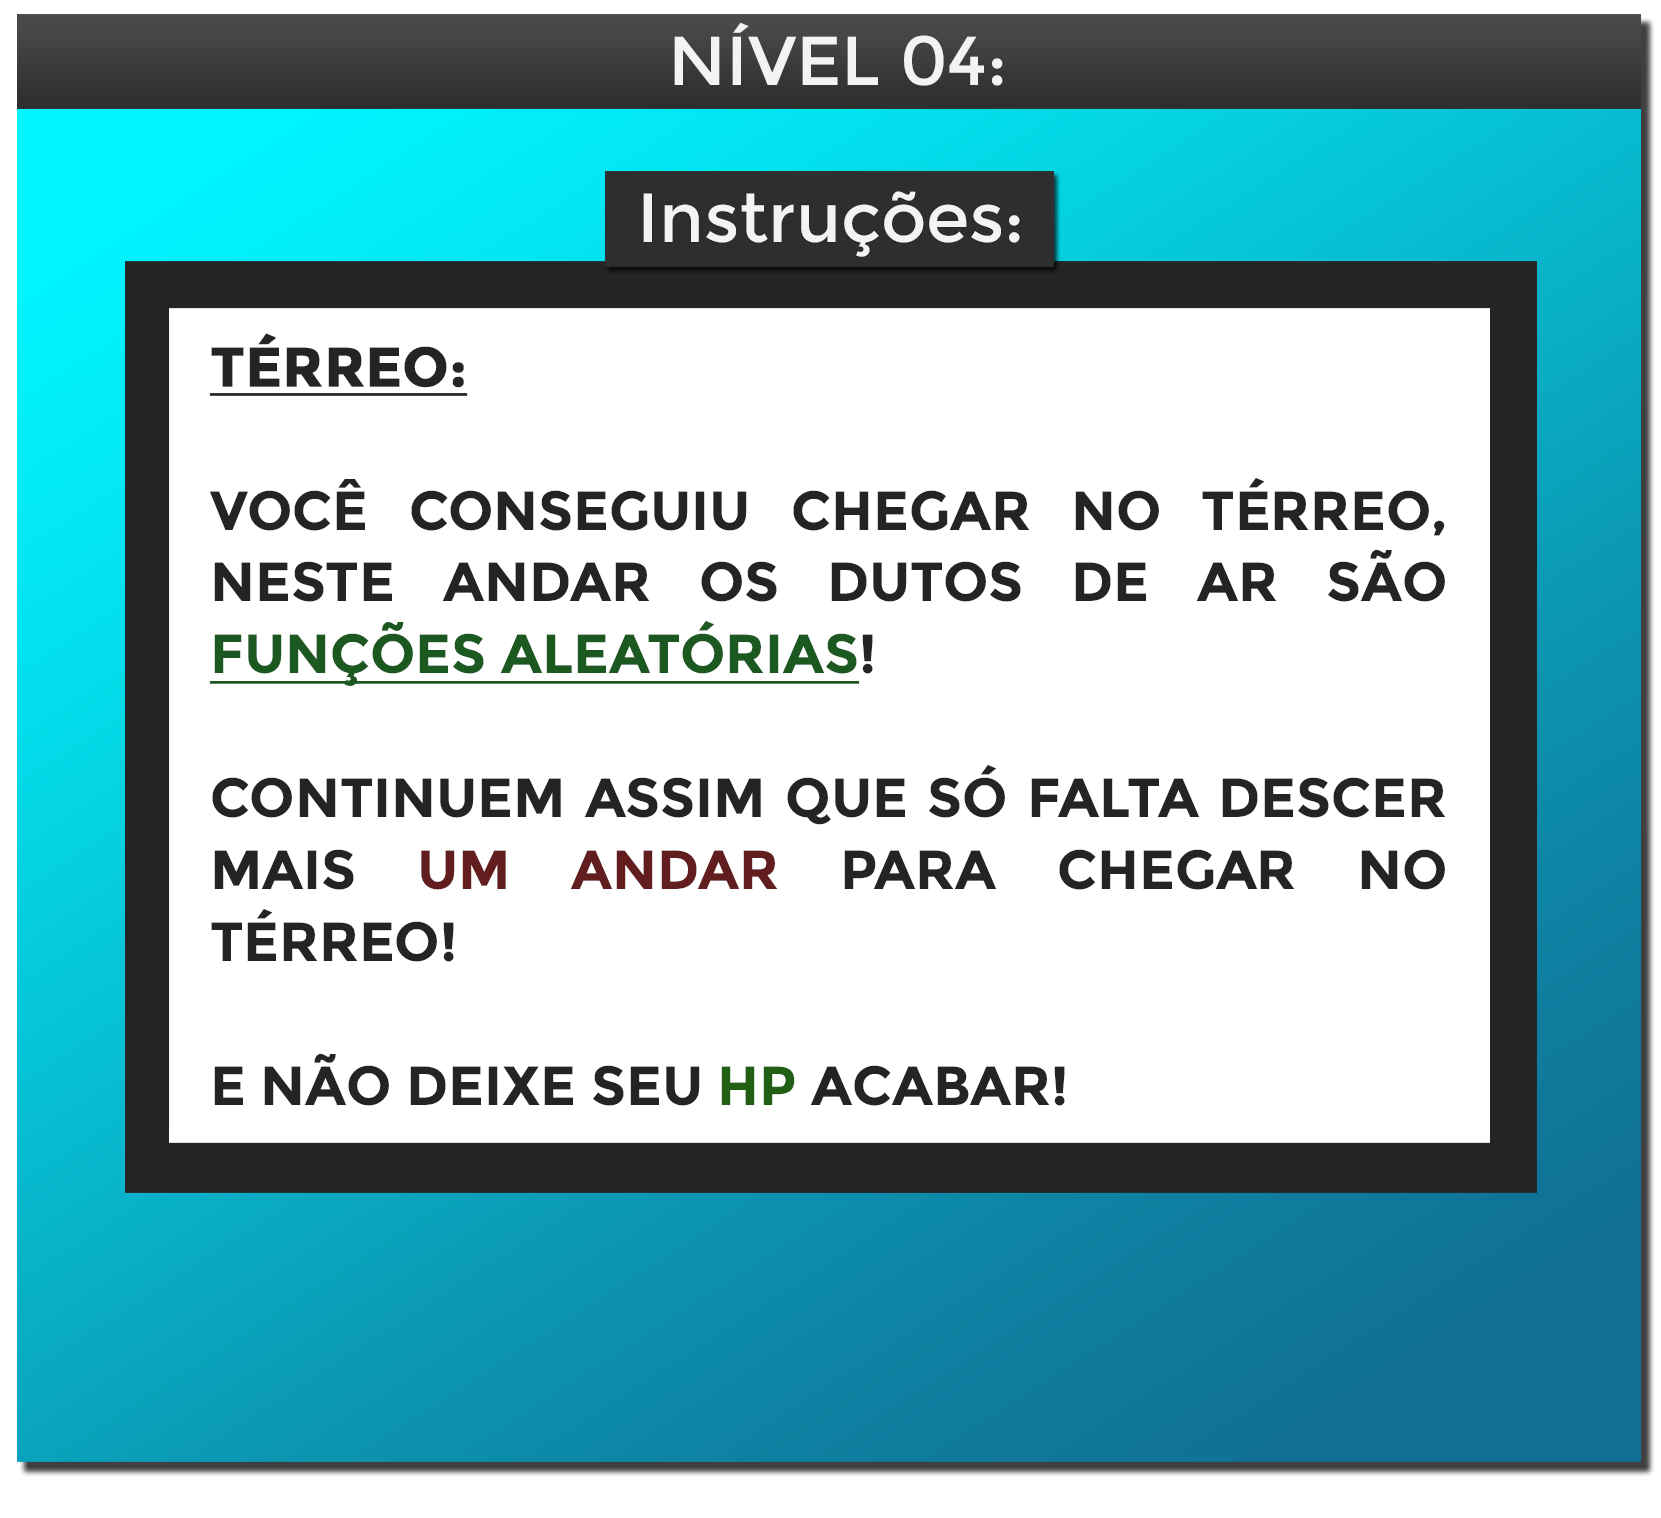 NÍVEL 04:
Instruções:
TÉRREO:
VOCÊ CONSEGUIU CHEGAR NO TÉRREO,
NESTE ANDAR OS DUTOS DE AR SÃO
FUNÇÕES ALEATÓRIAS!
CONTINUEM ASSIM QUE SÓ FALTA DESCER
MAIS UM ANDAR PARA CHEGAR NO
TÉRREO!
E NÃO DEIXE SEU HP ACABAR!